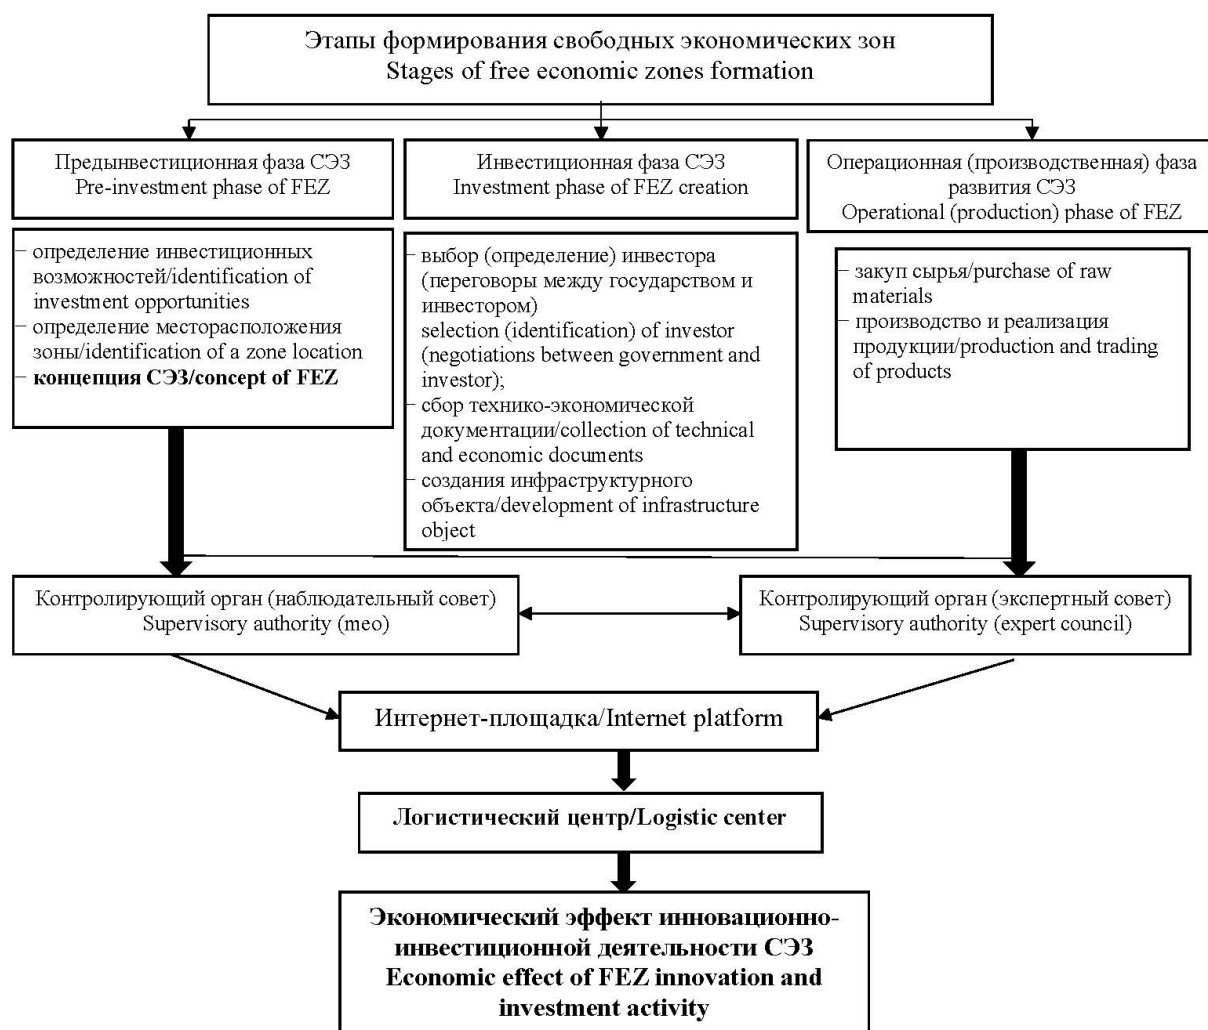 Этапы формирования свободных экономических зон
Stages of free economic zones formation
Предынвестиционная фаза СЭЗ
Pre-investment phase of FEZ
Инвестиционная фаза СЭЗ
Investment phase of FEZ creation
Операционная (производственная) фаза
развития СЭЗ
Operational (production) phase of FEZ
– определение инвестиционных
возможностей/identification of
investment opportunities
– определение месторасположения
зоны/identification of a zone location
– концепция СЭЗ/concept of FEZ
– выбор (определение) инвестора
(переговоры между государством и
инвестором)
selection (identification) of investor
(negotiations between government and
investor);
– сбор технико-экономической
документации/collection of technical
and economic documents
– создания инфраструктурного
объекта/development of infrastructure
object
– закуп сырья/purchase of raw
materials
– производство и реализация
продукции/production and trading
of products
Контролирующий орган (наблюдательный совет)
Supervisory authority (meo)
Контролирующий орган (экспертный совет)
Supervisory authority (expert council)
Интернет-площадка/Internet platform
Логистический центр/Logistic center
Экономический эффект инновационно-
инвестиционной деятельности СЭЗ
Economic effect of FEZ innovation and
investment activity